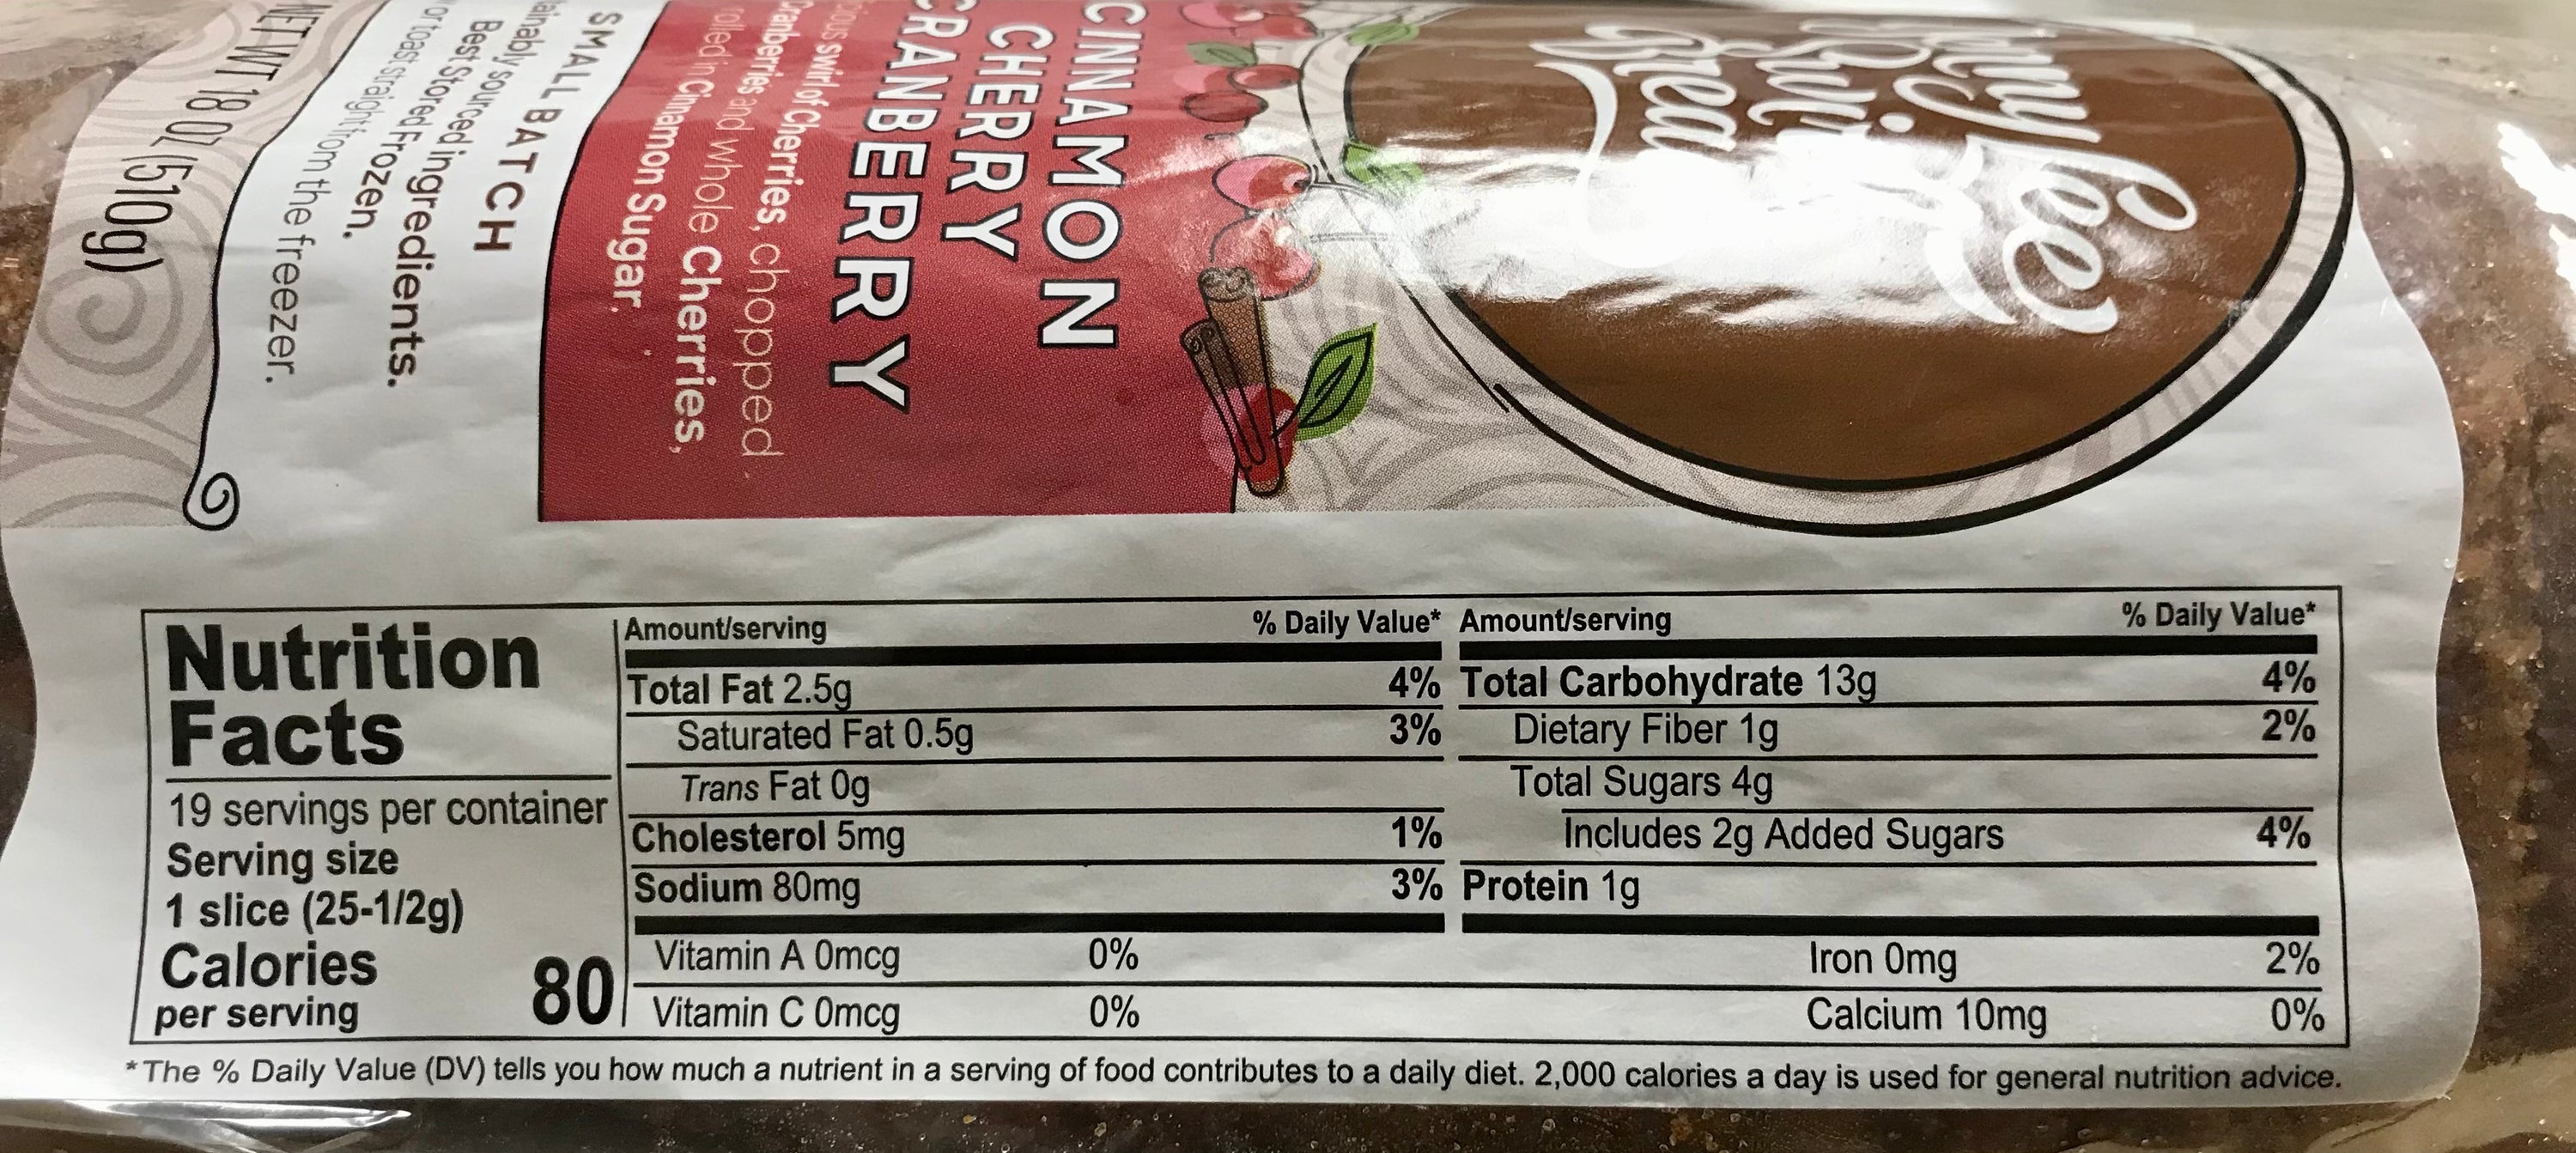 Lee
Swirl
Bread
CINNAMON
CHERRY
CRANBERRY
swirl of Cherries, chopped
Cranberries and whole Cherries,
rolled in Cinnamon Sugar.
SMALL BATCH
sourced ingredients.
Best Stored Frozen.
or toast straight from the freezer.
NET WT 18 OZ (510g)
Nutrition
Facts
19 servings per container
Serving size
1 slice (25-1/2g)
Calories
per serving 80
Amount/serving % Daily Value*
Total Fat 2.5g 4%
Saturated Fat 0.5g 3%
Trans Fat 0g
Cholesterol 5mg 1%
Sodium 80mg 3%
Amount/serving % Daily Value*
Total Carbohydrate 13g 4%
Dietary Fiber 1g 2%
Total Sugars 4g
Includes 2g Added Sugars 4%
Protein 1g
Vitamin A 0mcg 0% Iron 0mg 2%
Vitamin C 0mcg 0% Calcium 10mg 0%
*The % Daily Value (DV) tells you how much a nutrient in a serving of food contributes to a daily diet. 2,000 calories a day is used for general nutrition advice.